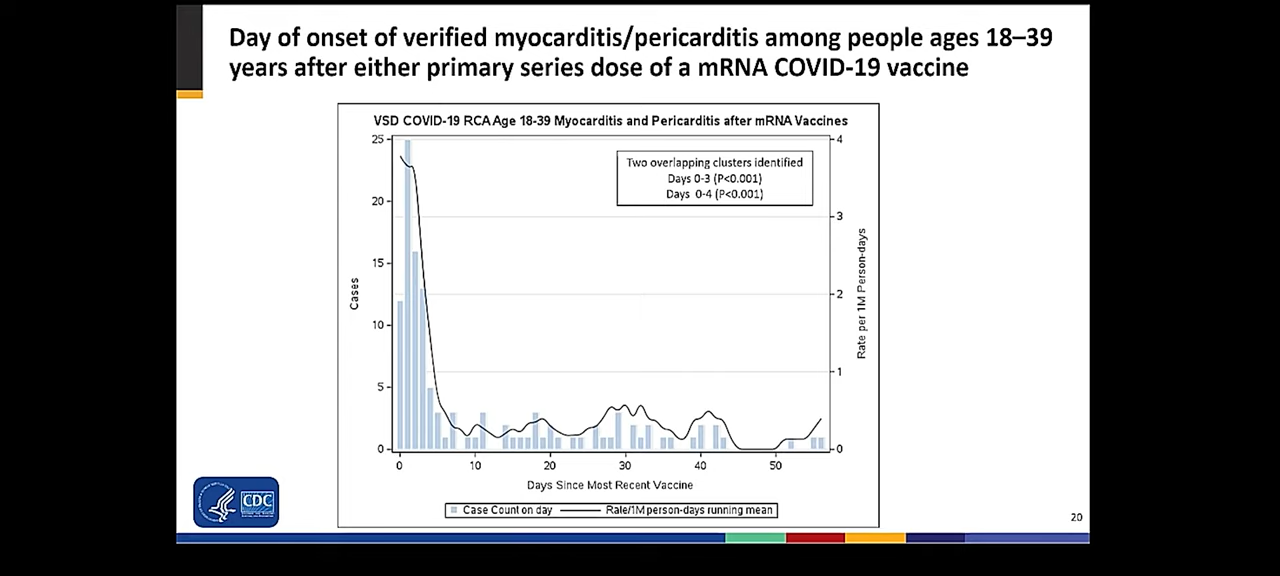 Day of onset of verified myocarditis/pericarditis among people ages 18–39
years after either primary series dose of a mRNA COVID-19 vaccine
VSD COVID-19 RCA Age 18-39 Myocarditis and Pericarditis after mRNA Vaccines
Two overlapping clusters identified
Days 0-3 (P<0.001)
Days 0-4 (P<0.001)
Cases
25
20
15
10
5
0
4
3
2
1
0
Rate per 1M Person-days
0 10 20 30 40 50
Days Since Most Recent Vaccine
Case Count on day Rate/1M person-days running mean
CDC
20